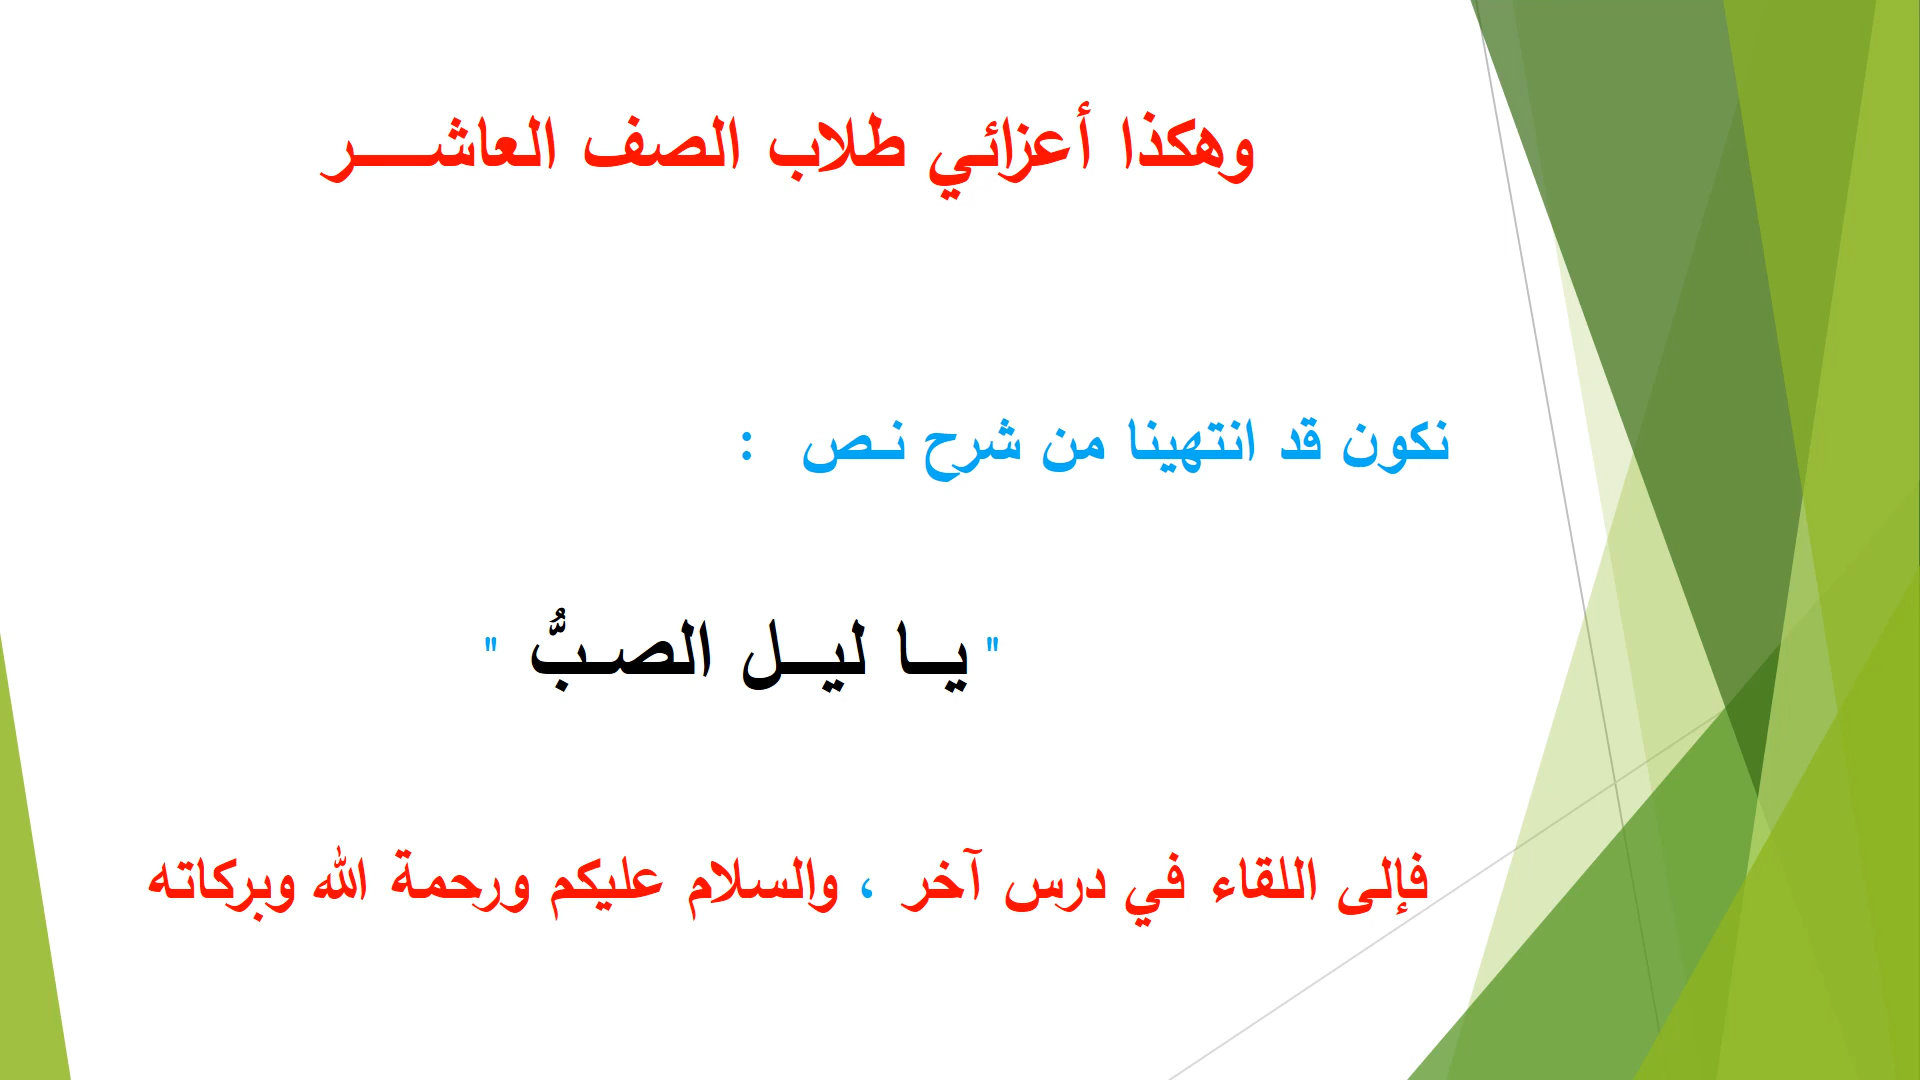 وهكذا أعزائي طلاب الصف العاشـــــر
نكون قد انتهينا من شرح نـص :
" يــا ليــل الصـبُّ "
فإلى اللقاء في درس آخر ، والسلام عليكم ورحمة الله وبركاته